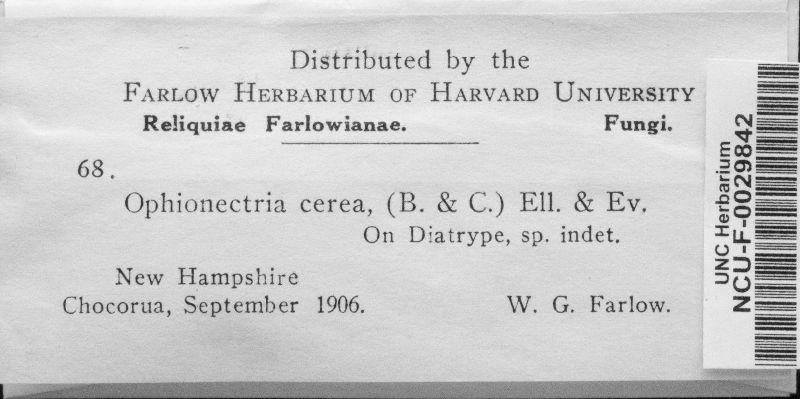 Distributed by the
FARLOW HERBARIUM OF HARVARD UNIVERSITY
Reliquiae Farlowianae. Fungi.
68.
Ophionectria cerea, (B. & C.) Ell. & Ev.
On Diatrype, sp. indet.
New Hampshire
Chocorua, September 1906. W. G. Farlow.
UNC Herbarium
NCU-F-0029842